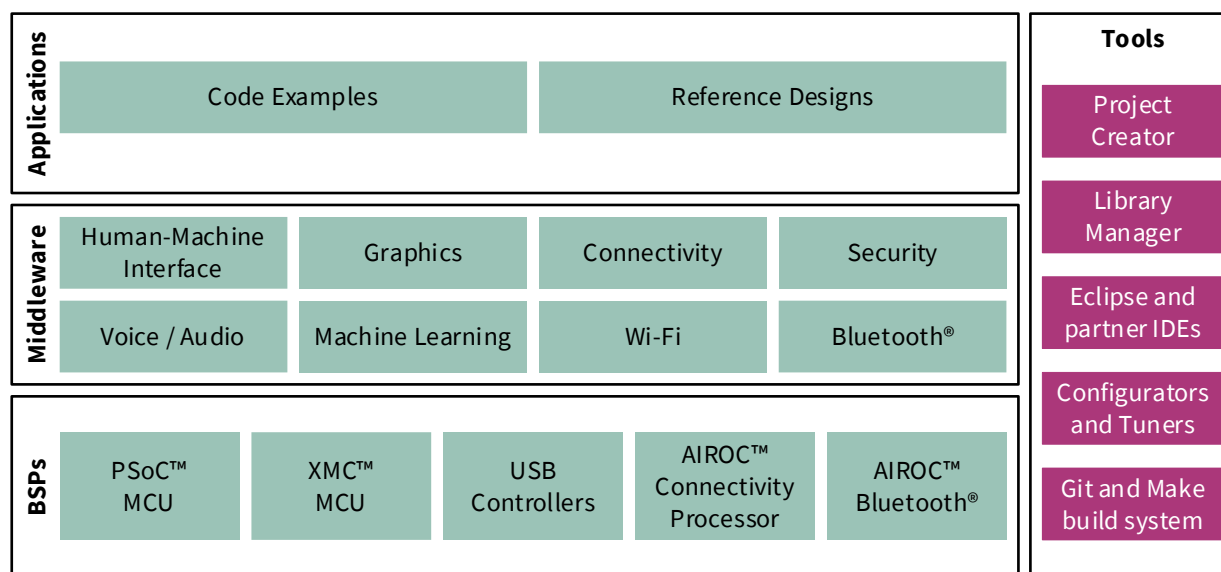 Applications
Code Examples
Reference Designs
Middleware
Human-Machine
Interface
Graphics
Connectivity
Security
Voice / Audio
Machine Learning
Wi-Fi
Bluetooth®
BSPs
PSoC™
MCU
XMC™
MCU
USB
Controllers
AIROC™
Connectivity
Processor
AIROC™
Bluetooth®
Tools
Project
Creator
Library
Manager
Eclipse and
partner IDEs
Configurators
and Tuners
Git and Make
build system